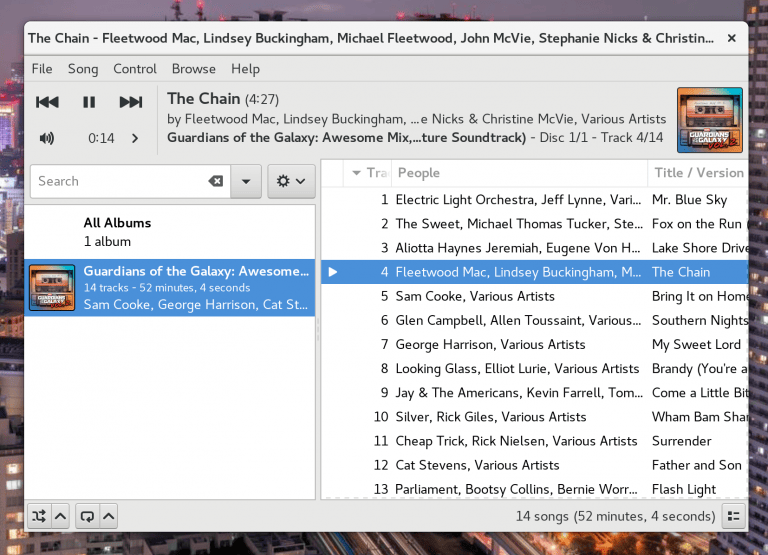 The Chain - Fleetwood Mac, Lindsey Buckingham, Michael Fleetwood, John McVie, Stephanie Nicks & Christin...
File Song Control Browse Help
The Chain (4:27)
by Fleetwood Mac, Lindsey Buckingham, ...e Nicks & Christine McVie, Various Artists
0:14 Guardians of the Galaxy: Awesome Mix,...ture Soundtrack) - Disc 1/1 - Track 4/14
GUARDIANS
GALAXY
Search
All Albums
1 album
Guardians of the Galaxy: Awesome...
14 tracks - 52 minutes, 4 seconds
Sam Cooke, George Harrison, Cat St...
GUARDIANS
GALAXY
Tra People Title / Version
1 Electric Light Orchestra, Jeff Lynne, Vari... Mr. Blue Sky
2 The Sweet, Michael Thomas Tucker, Ste... Fox on the Run (
3 Aliotta Haynes Jeremiah, Eugene Von H... Lake Shore Drive
4 Fleetwood Mac, Lindsey Buckingham, M... The Chain
5 Sam Cooke, Various Artists Bring It on Home
6 Glen Campbell, Allen Toussaint, Various... Southern Nights
7 George Harrison, Various Artists My Sweet Lord
8 Looking Glass, Elliot Lurie, Various Artists Brandy (You're a
9 Jay & The Americans, Kevin Farrell, Tom... Come a Little Bit
10 Silver, Rick Giles, Various Artists Wham Bam Shan
11 Cheap Trick, Rick Nielsen, Various Artists Surrender
12 Cat Stevens, Various Artists Father and Son
13 Parliament, Bootsy Collins, Bernie Worr... Flash Light
14 songs (52 minutes, 4 seconds)